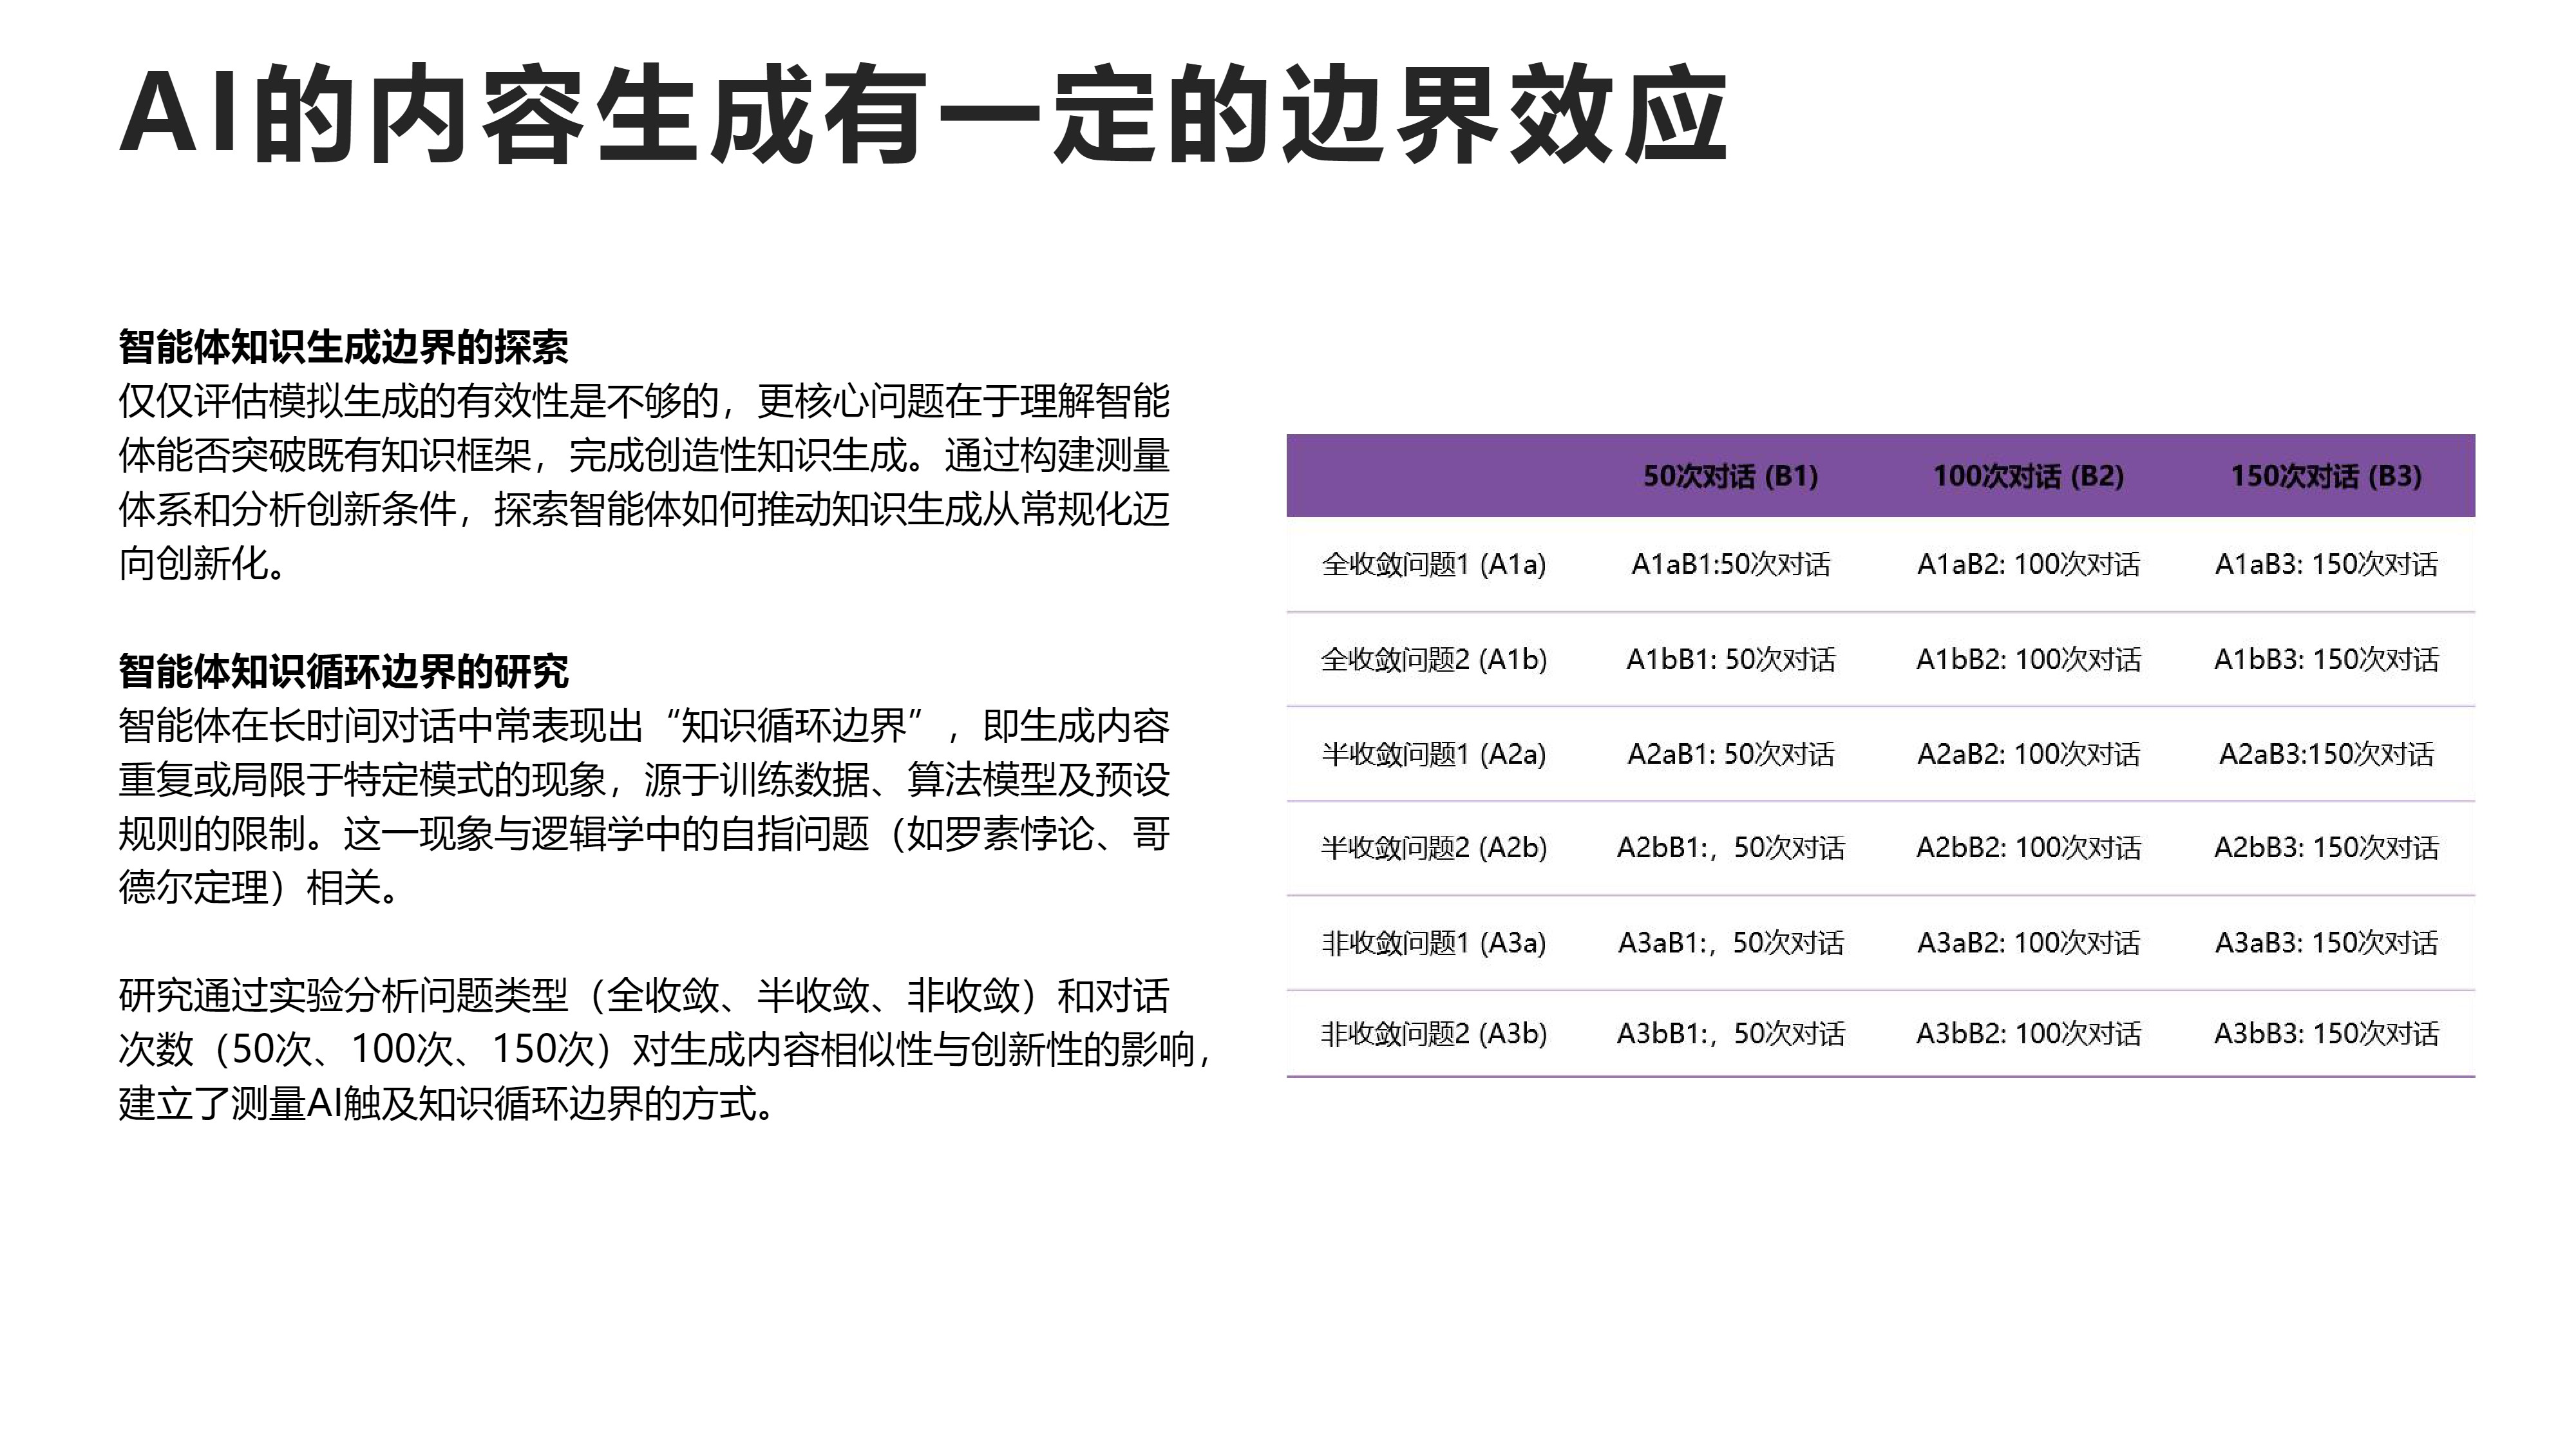 AI的内容生成有一定的边界效应
智能体知识生成边界的探索
仅仅评估模拟生成的有效性是不够的，更核心问题在于理解智能
体能否突破既有知识框架，完成创造性知识生成。通过构建测量
体系和分析创新条件，探索智能体如何推动知识生成从常规化迈
向创新化。
智能体知识循环边界的研究
智能体在长时间对话中常表现出“知识循环边界”，即生成内容
重复或局限于特定模式的现象，源于训练数据、算法模型及预设
规则的限制。这一现象与逻辑学中的自指问题（如罗素悖论、哥
德尔定理）相关。
研究通过实验分析问题类型（全收敛、半收敛、非收敛）和对话
次数（50次、100次、150次）对生成内容相似性与创新性的影响，
建立了测量AI触及知识循环边界的方式。
50次对话 (B1) 100次对话 (B2) 150次对话 (B3)
全收敛问题1 (A1a) A1aB1:50次对话 A1aB2: 100次对话 A1aB3: 150次对话
全收敛问题2 (A1b) A1bB1: 50次对话 A1bB2: 100次对话 A1bB3: 150次对话
半收敛问题1 (A2a) A2aB1: 50次对话 A2aB2: 100次对话 A2aB3:150次对话
半收敛问题2 (A2b) A2bB1:，50次对话 A2bB2: 100次对话 A2bB3: 150次对话
非收敛问题1 (A3a) A3aB1:，50次对话 A3aB2: 100次对话 A3aB3: 150次对话
非收敛问题2 (A3b) A3bB1:，50次对话 A3bB2: 100次对话 A3bB3: 150次对话